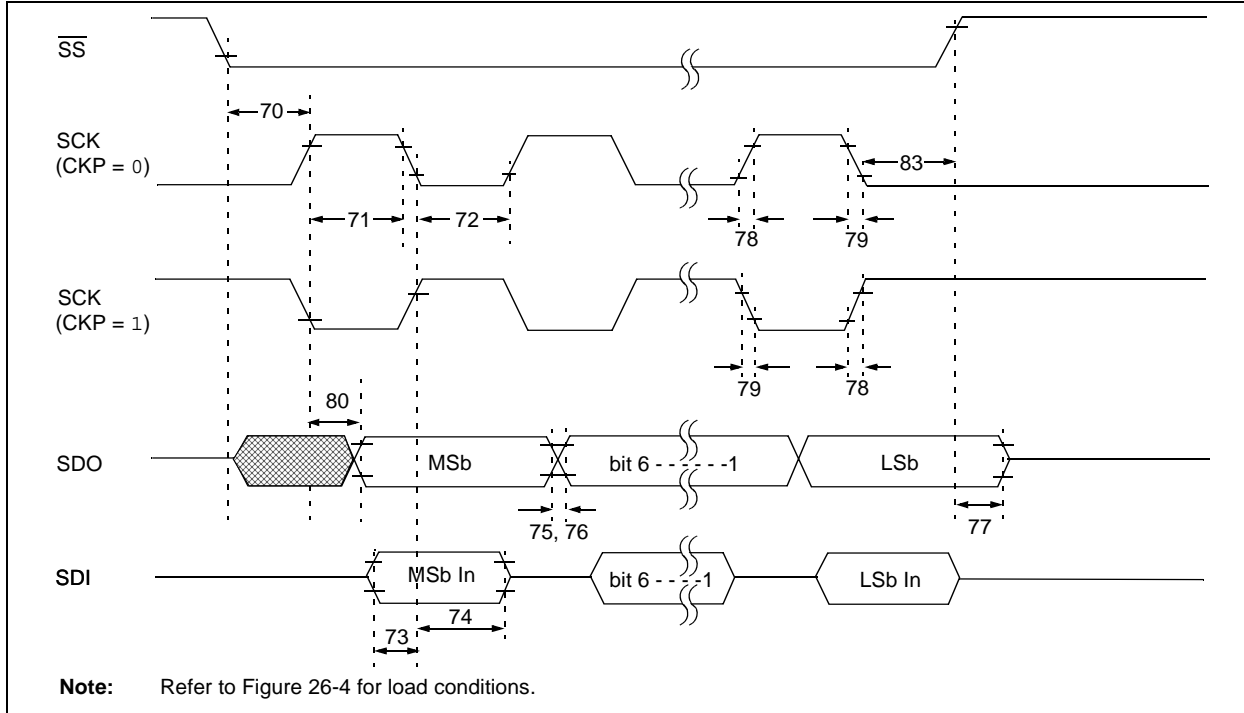 SS
70
SCK
(CKP = 0)
83
71
72
78
79
SCK
(CKP = 1)
79
78
80
SDO
MSb
bit 6 - - - - - -1
LSb
75, 76
77
SDI
MSb In
bit 6 - - - -1
LSb In
74
73
Note: Refer to Figure 26-4 for load conditions.